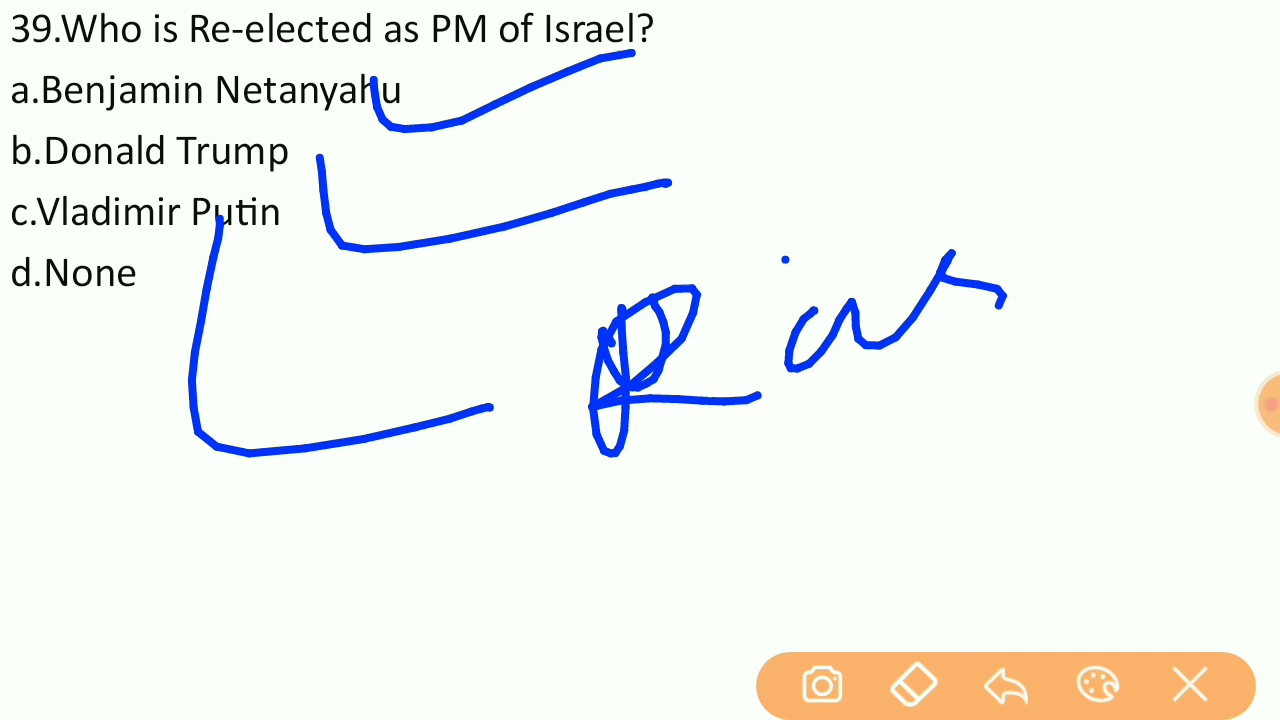 39.Who is Re-elected as PM of Israel?
a.Benjamin Netanyahu
b.Donald Trump
c.Vladimir Putin
d.None